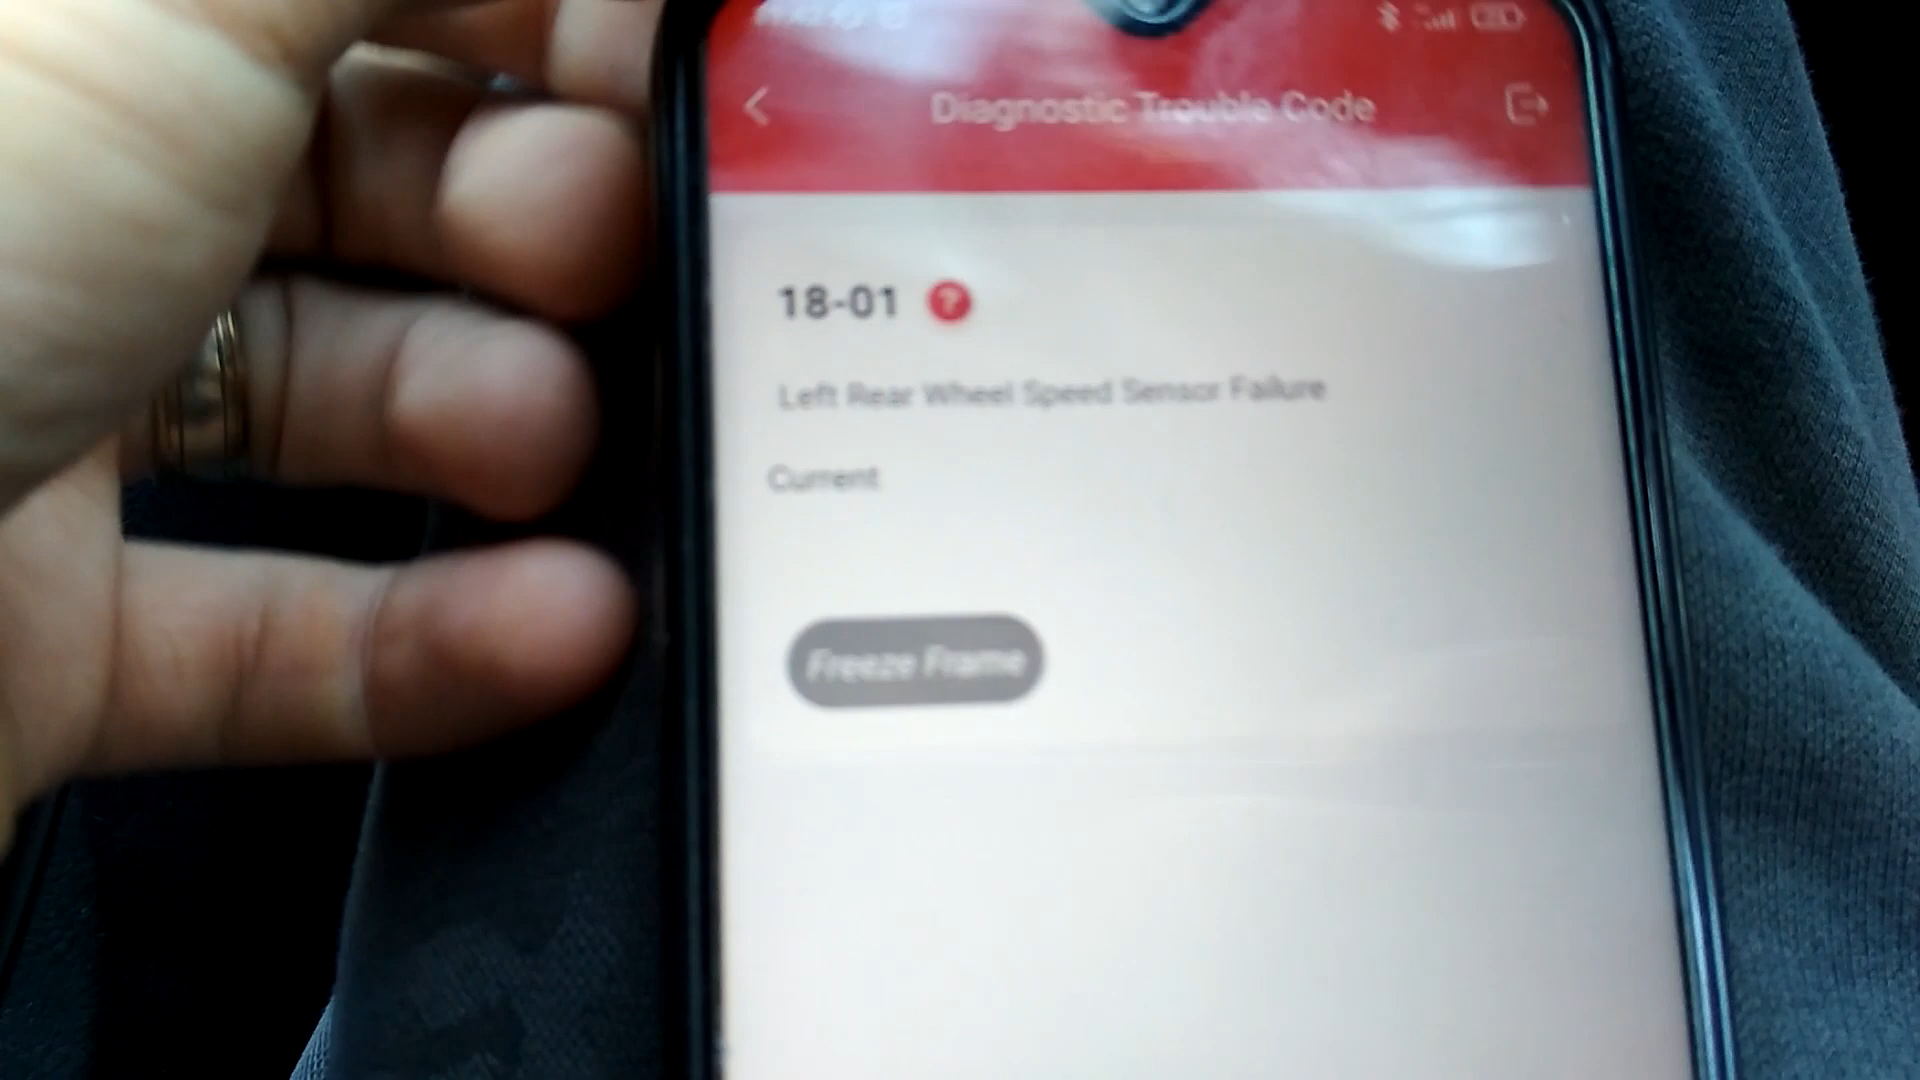 Diagnostic Trouble Code
18-01 ?
Left Rear Wheel Speed Sensor Failure
Current
Freeze Frame